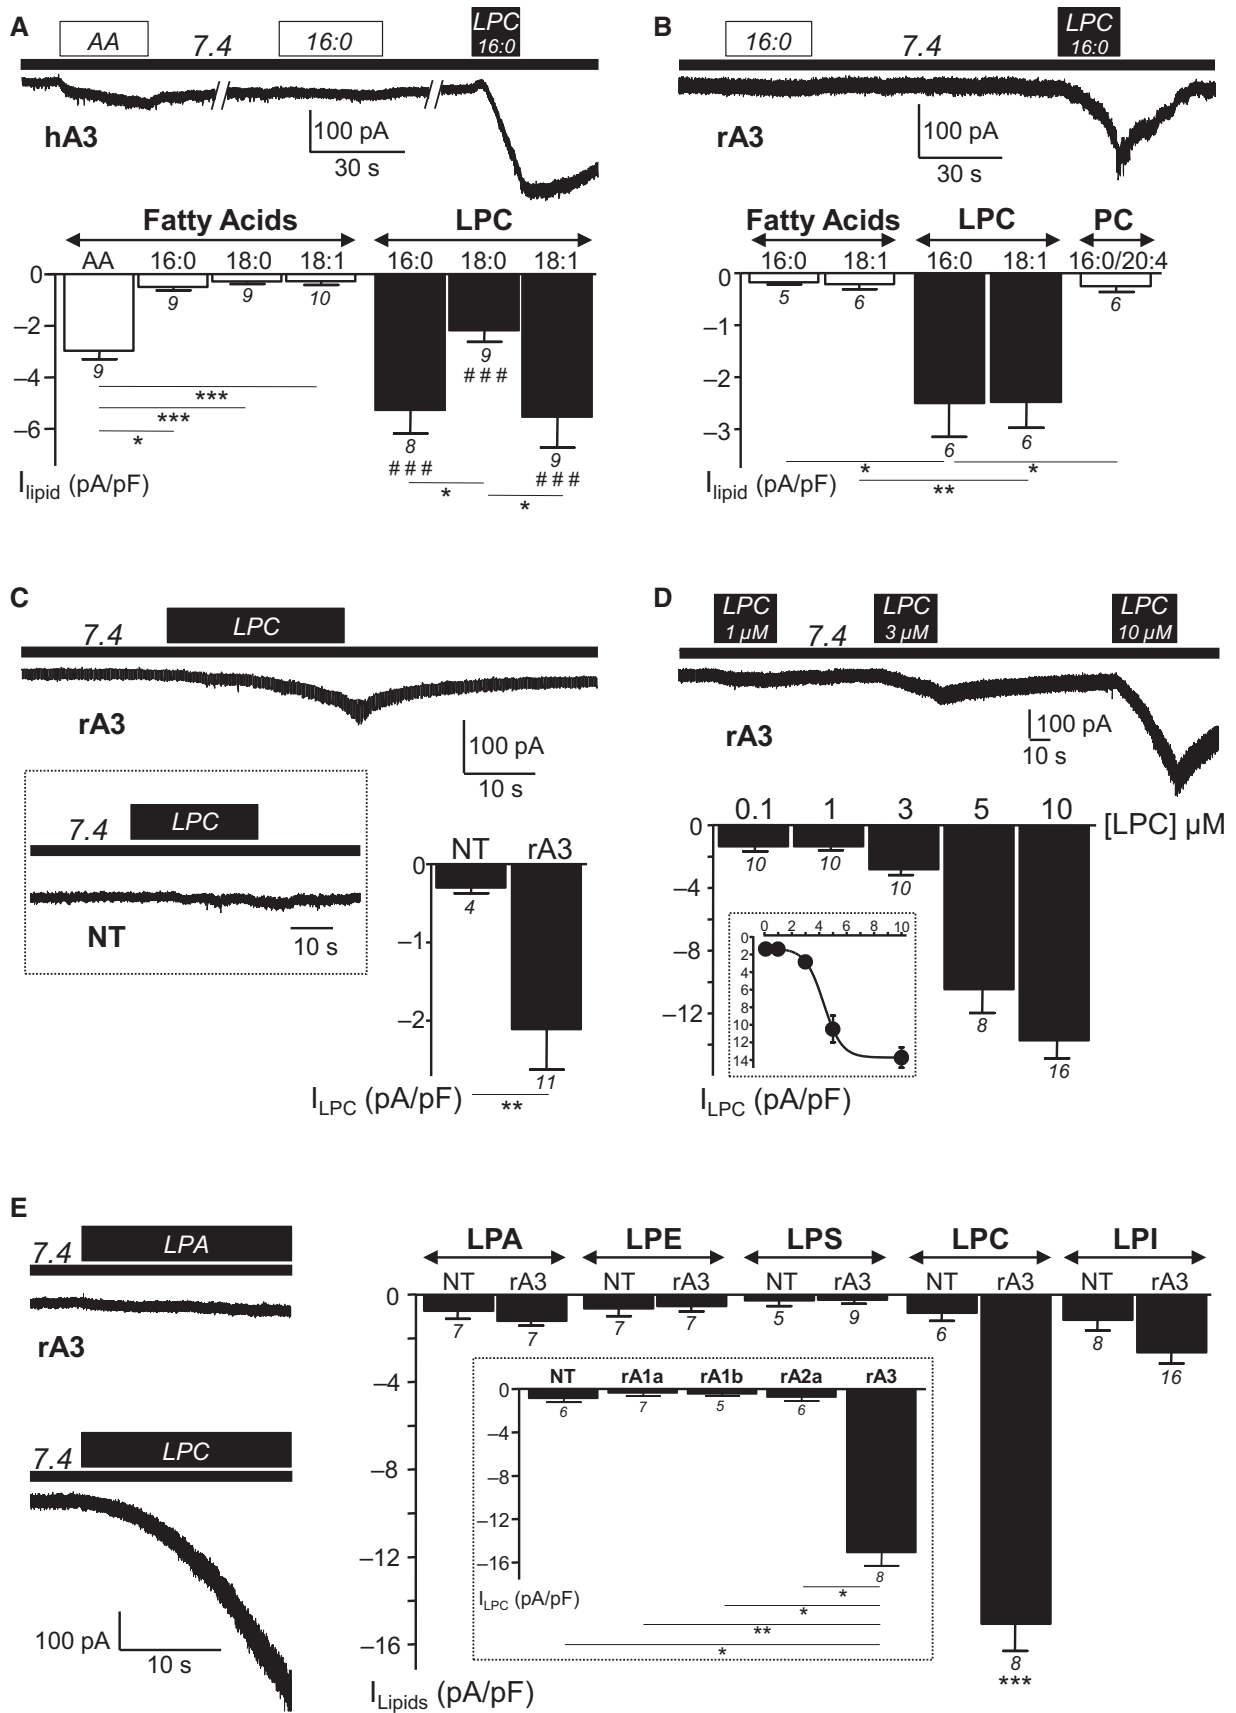 A
AA
7.4
16:0
LPC
16:0
hA3
100 pA
30 s
Fatty Acids
LPC
AA 16:0 18:0 18:1 16:0 18:0 18:1
0
–2
–4
–6
9
9
9
10
8
9
9
# # #
# # #
# # #
***
***
*
*
*
Ilipid (pA/pF)
B
16:0
7.4
LPC
16:0
rA3
100 pA
30 s
Fatty Acids
LPC
PC
16:0 18:1 16:0 18:1 16:0/20:4
0
–1
–2
–3
5
6
6
6
6
*
*
**
Ilipid (pA/pF)
C
7.4
LPC
rA3
100 pA
10 s
7.4
LPC
NT
10 s
NT rA3
0
–1
–2
4
11
**
ILPC (pA/pF)
D
LPC
1 µM
7.4
LPC
3 µM
LPC
10 µM
rA3
100 pA
10 s
0.1 1 3 5 10
[LPC] µM
0
–4
–8
–12
10
10
10
8
16
0 2 4 6 8 10
0
2
4
6
8
10
12
14
ILPC (pA/pF)
E
7.4
LPA
rA3
7.4
LPC
100 pA
10 s
LPA LPE LPS LPC LPI
NT rA3 NT rA3 NT rA3 NT rA3 NT rA3
0
–4
–8
–12
–16
7
7
7
7
5
9
6
8
***
8
16
NT rA1a rA1b rA2a rA3
0
–4
–8
–12
–16
6
7
5
6
8
ILPC (pA/pF)
*
*
**
*
ILipids (pA/pF)